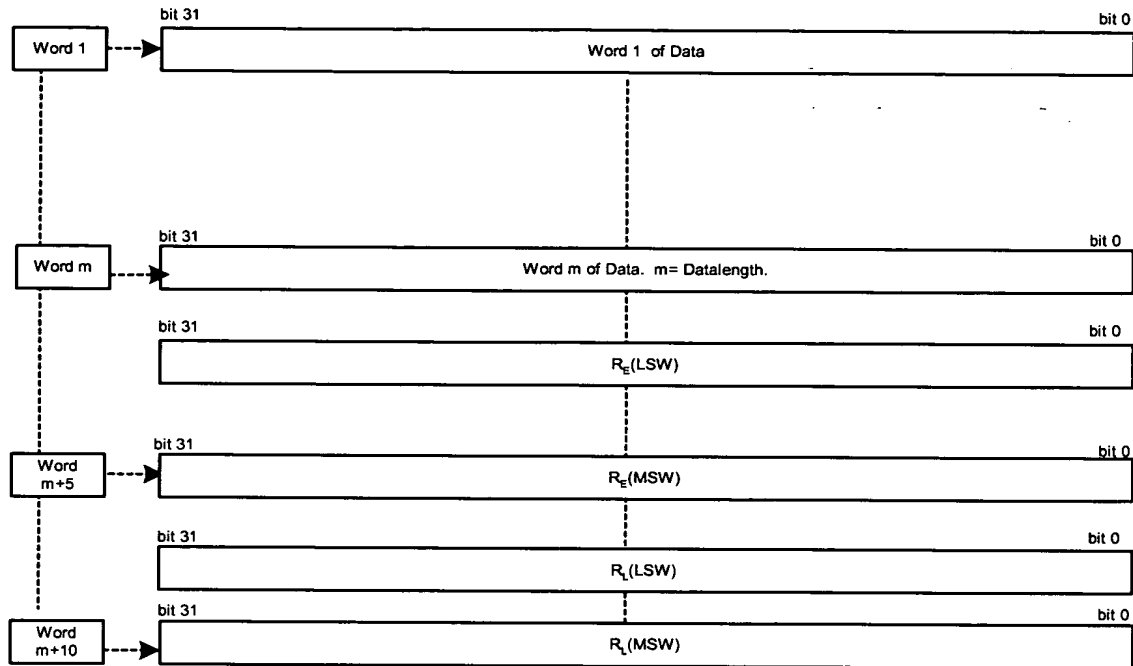 bit 31
bit 0
Word 1
Word 1 of Data
bit 31
bit 0
Word m
Word m of Data. m= Datalength.
bit 31
bit 0
R_E(LSW)
bit 31
bit 0
Word
m+5
R_E(MSW)
bit 31
bit 0
R_L(LSW)
bit 31
bit 0
Word
m+10
R_L(MSW)